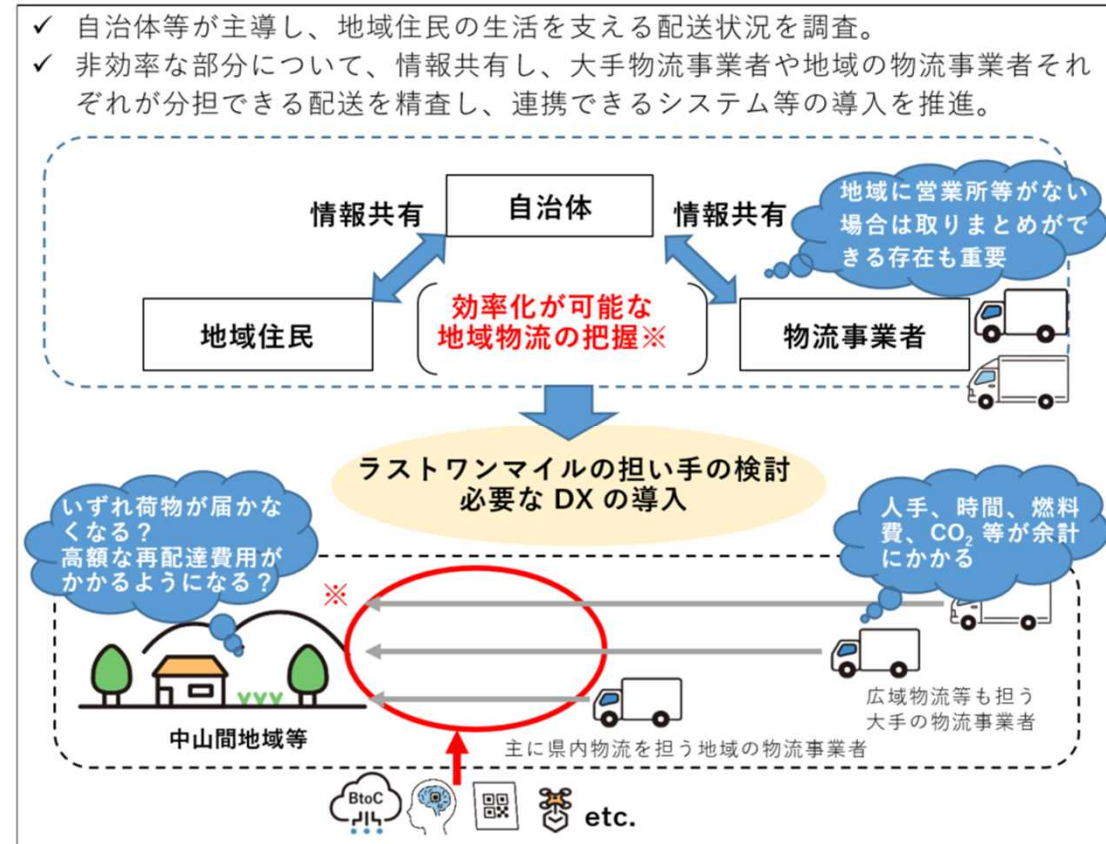 ✓ 自治体等が主導し、地域住民の生活を支える配送状況を調査。
✓ 非効率な部分について、情報共有し、大手物流事業者や地域の物流事業者それ
ぞれが分担できる配送を精査し、連携できるシステム等の導入を推進。
情報共有
自治体
情報共有
地域に営業所等がない
場合は取りまとめがで
きる存在も重要
地域住民
効率化が可能な
地域物流の把握※
物流事業者
ラストワンマイルの担い手の検討
必要な DX の導入
いずれ荷物が届かな
くなる？
高額な再配達費用が
かかるようになる？
人手、時間、燃料
費、CO₂ 等が余計
にかかる
※
中山間地域等
広域物流等も担う
大手の物流事業者
主に県内物流を担う地域の物流事業者
BtoC
etc.